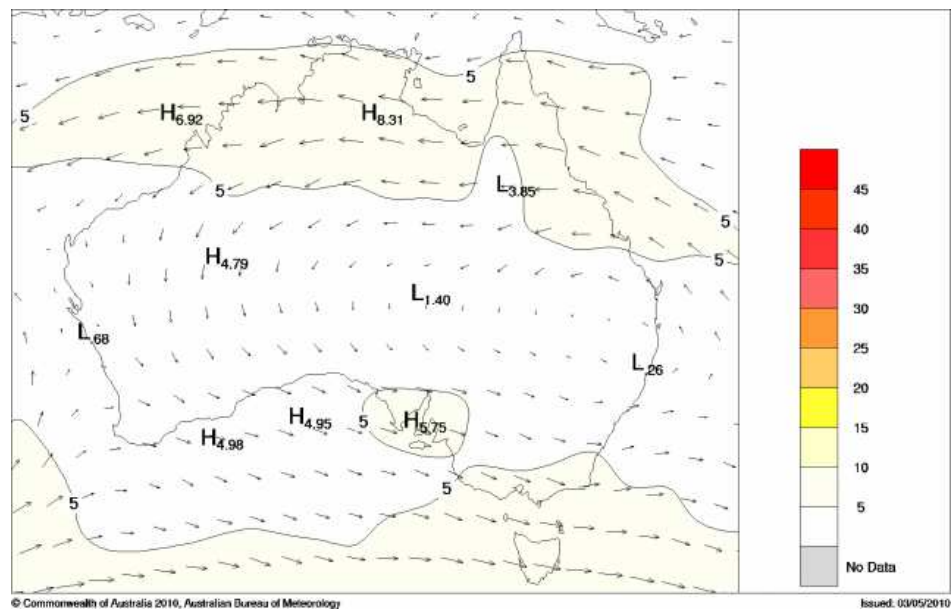 5
5
H6.92
H8.31
5
L3.85
5
5
5
H4.79
L1.40
L.68
L.26
5
H5.75
H4.95
H4.98
5
5
45
40
35
30
25
20
15
10
5
No Data
© Commonwealth of Australia 2010, Australian Bureau of Meteorology
Issued: 03/05/2010